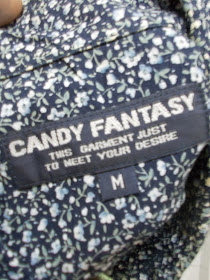 CANDY FANTASY
THIS GARMENT JUST
TO MEET YOUR DESIRE
M